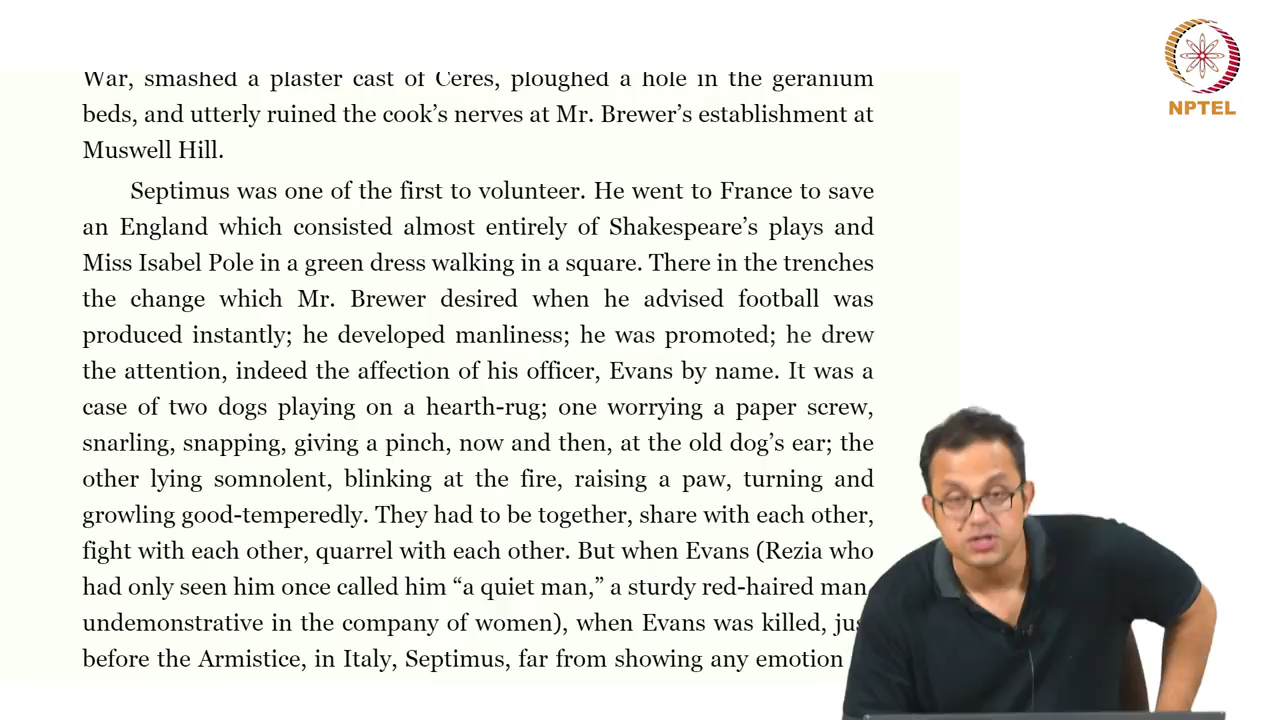 War, smashed a plaster cast of Ceres, ploughed a hole in the geranium
beds, and utterly ruined the cook’s nerves at Mr. Brewer’s establishment at
Muswell Hill.
Septimus was one of the first to volunteer. He went to France to save
an England which consisted almost entirely of Shakespeare’s plays and
Miss Isabel Pole in a green dress walking in a square. There in the trenches
the change which Mr. Brewer desired when he advised football was
produced instantly; he developed manliness; he was promoted; he drew
the attention, indeed the affection of his officer, Evans by name. It was a
case of two dogs playing on a hearth-rug; one worrying a paper screw,
snarling, snapping, giving a pinch, now and then, at the old dog’s ear; the
other lying somnolent, blinking at the fire, raising a paw, turning and
growling good-temperedly. They had to be together, share with each other,
fight with each other, quarrel with each other. But when Evans (Rezia who
had only seen him once called him “a quiet man,” a sturdy red-haired man,
undemonstrative in the company of women), when Evans was killed,
before the Armistice, in Italy, Septimus, far from showing any emotion
NPTEL